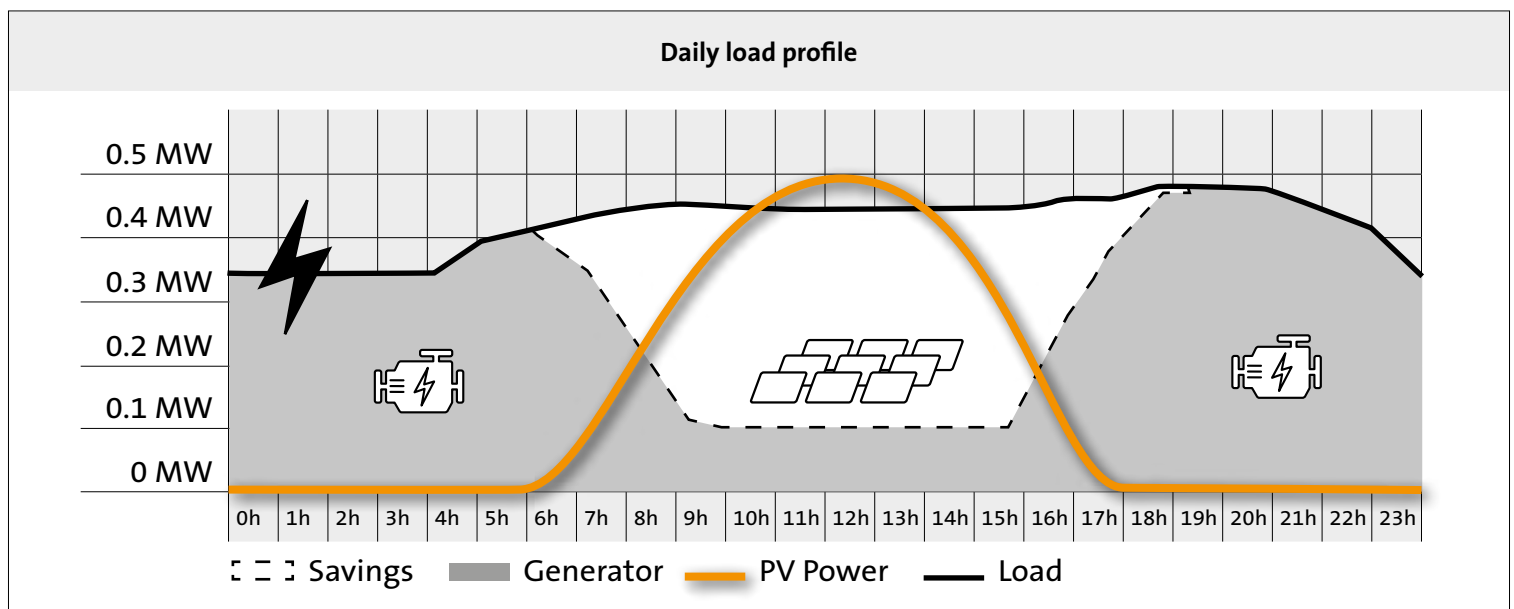 Daily load profile
0.5 MW
0.4 MW
0.3 MW
0.2 MW
0.1 MW
0 MW
0h 1h 2h 3h 4h 5h 6h 7h 8h 9h 10h 11h 12h 13h 14h 15h 16h 17h 18h 19h 20h 21h 22h 23h
Savings Generator PV Power Load